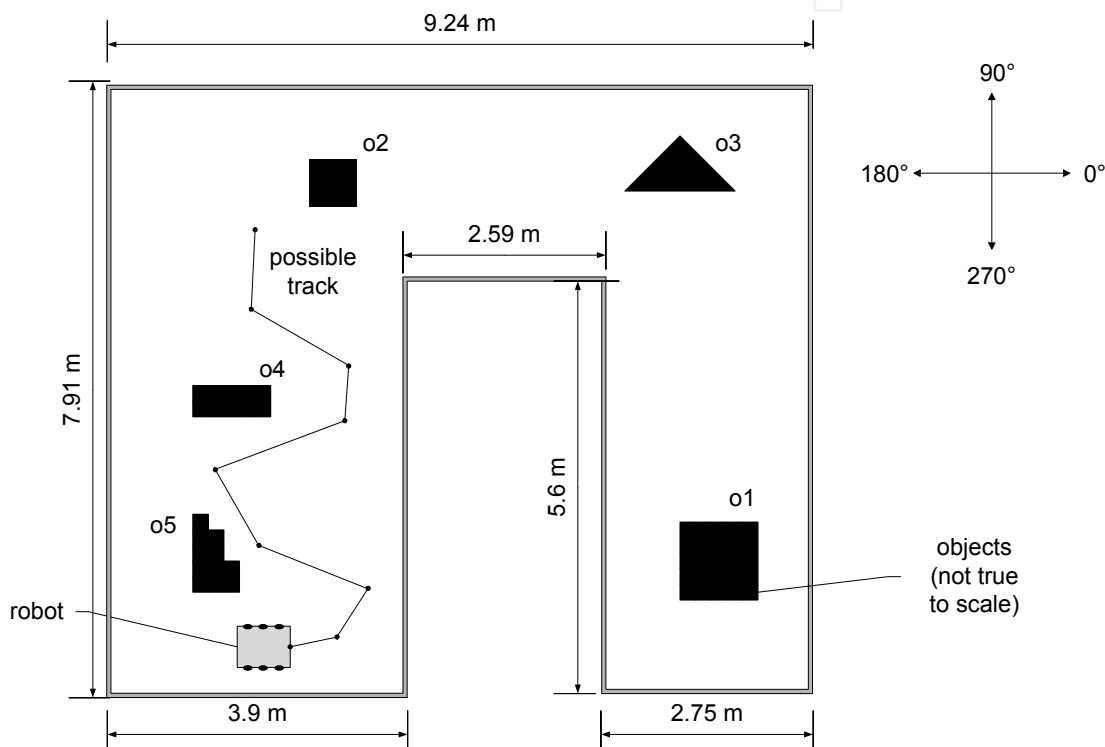 9.24 m
90°
o2
o3
180°
0°
2.59 m
possible
track
270°
o4
7.91 m
5.6 m
o1
o5
objects
(not true
to scale)
robot
3.9 m
2.75 m